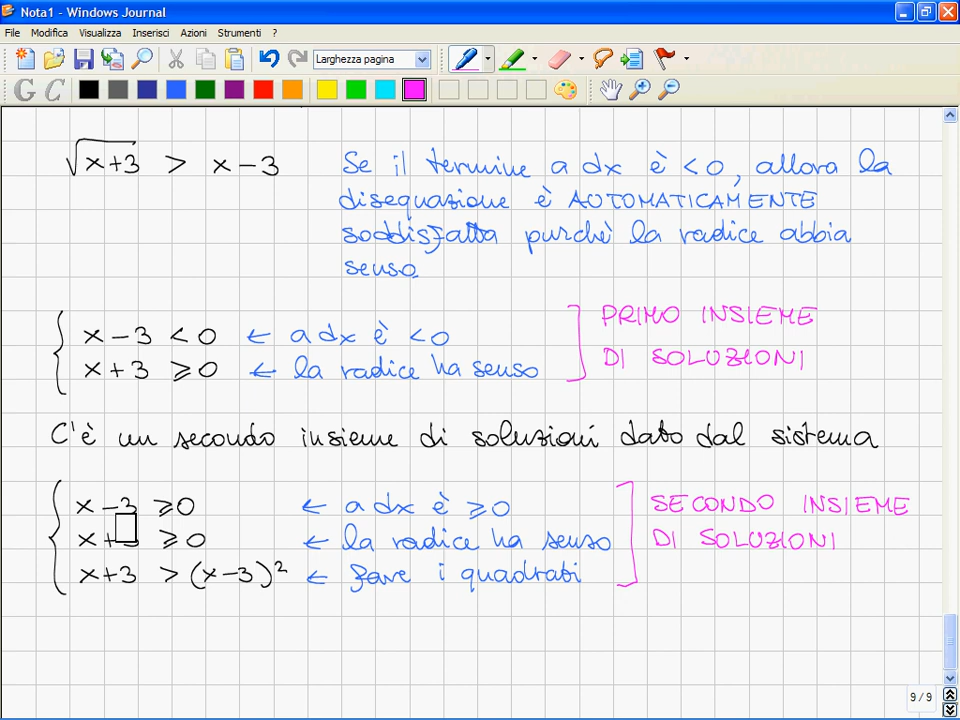 Nota1 - Windows Journal
File Modifica Visualizza Inserisci Azioni Strumenti ?
Larghezza pagina
G C
√x+3 > x-3 Se il termine a dx è <0, allora la
disequazione è AUTOMATICAMENTE
soddisfatta purchè la radice abbia
senso.
x-3 < 0 ← a dx è <0 PRIMO INSIEME
x+3 ≥0 ← la radice ha senso DI SOLUZIONI
C'è un secondo insieme di soluzioni dato dal sistema
x-3 ≥0 ← a dx è ≥0 SECONDO INSIEME
x+3 ≥0 ← la radice ha senso DI SOLUZIONI
x+3 > (x-3)² ← fare i quadrati
9 / 9